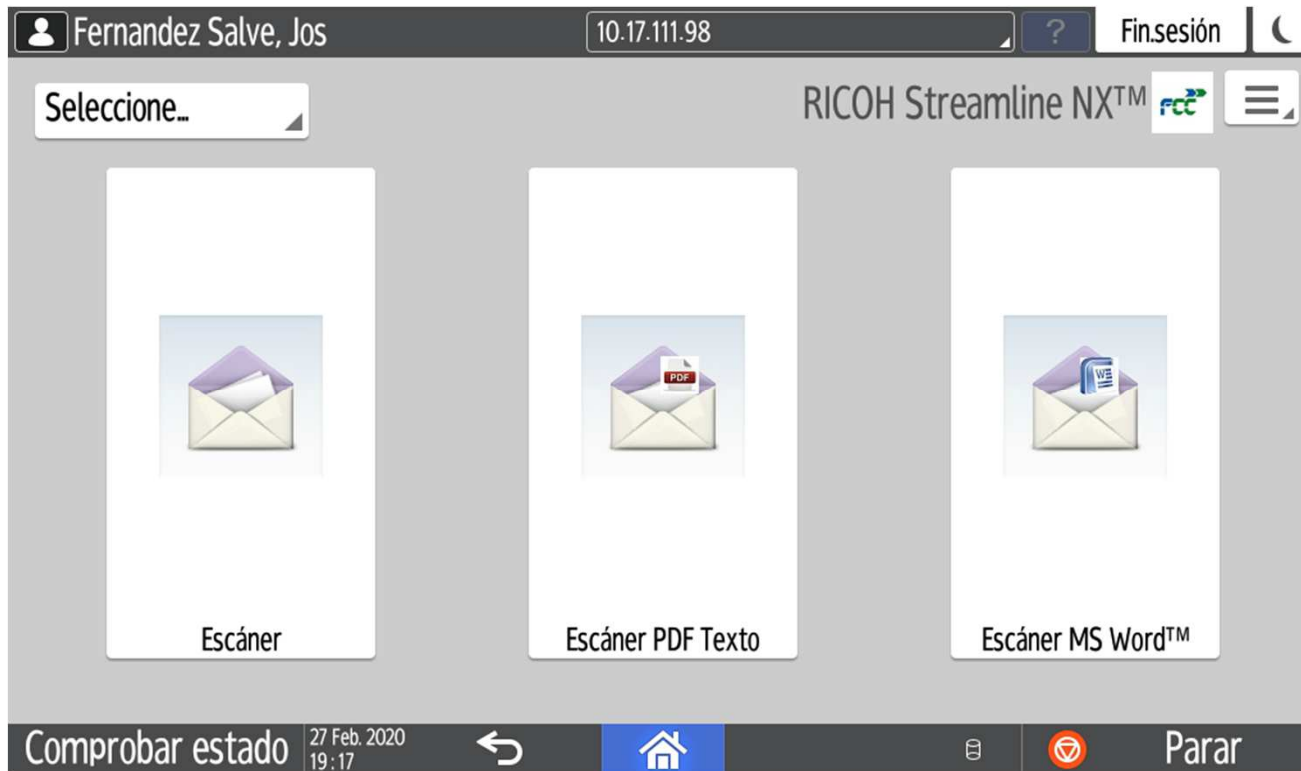 Fernandez Salve, Jos
10.17.111.98
?
Fin.sesión
Seleccione...
RICOH Streamline NX™
FCC
PDF
W
Escáner
Escáner PDF Texto
Escáner MS Word™
Comprobar estado
27 Feb. 2020
19:17
Parar